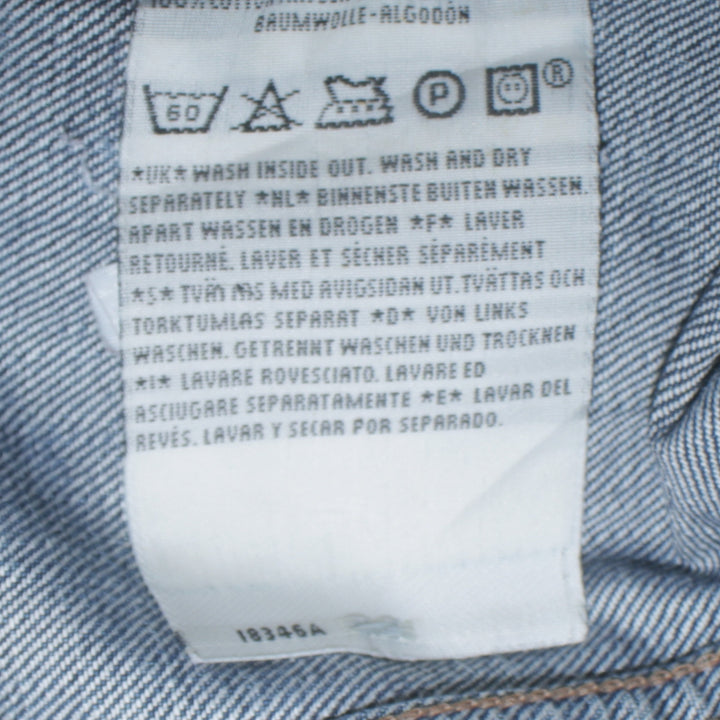 BAUMWOLLE-ALGODÓN
60 P ®
*UK* WASH INSIDE OUT. WASH AND DRY
SEPARATELY *NL* BINNENSTE BUITEN WASSEN.
APART WASSEN EN DROGEN *F* LAVER
RETOURNÉ. LAVER ET SÉCHER SÉPARÉMENT
*S* TVÄTTAS MED AVIGSIDAN UT. TVÄTTAS OCH
TORKTUMLAS SEPARAT *D* VON LINKS
WASCHEN. GETRENNT WASCHEN UND TROCKNEN
*I* LAVARE ROVESCIATO. LAVARE ED
ASCIUGARE SEPARATAMENTE *E* LAVAR DEL
REVÉS. LAVAR Y SECAR POR SEPARADO.
18346A